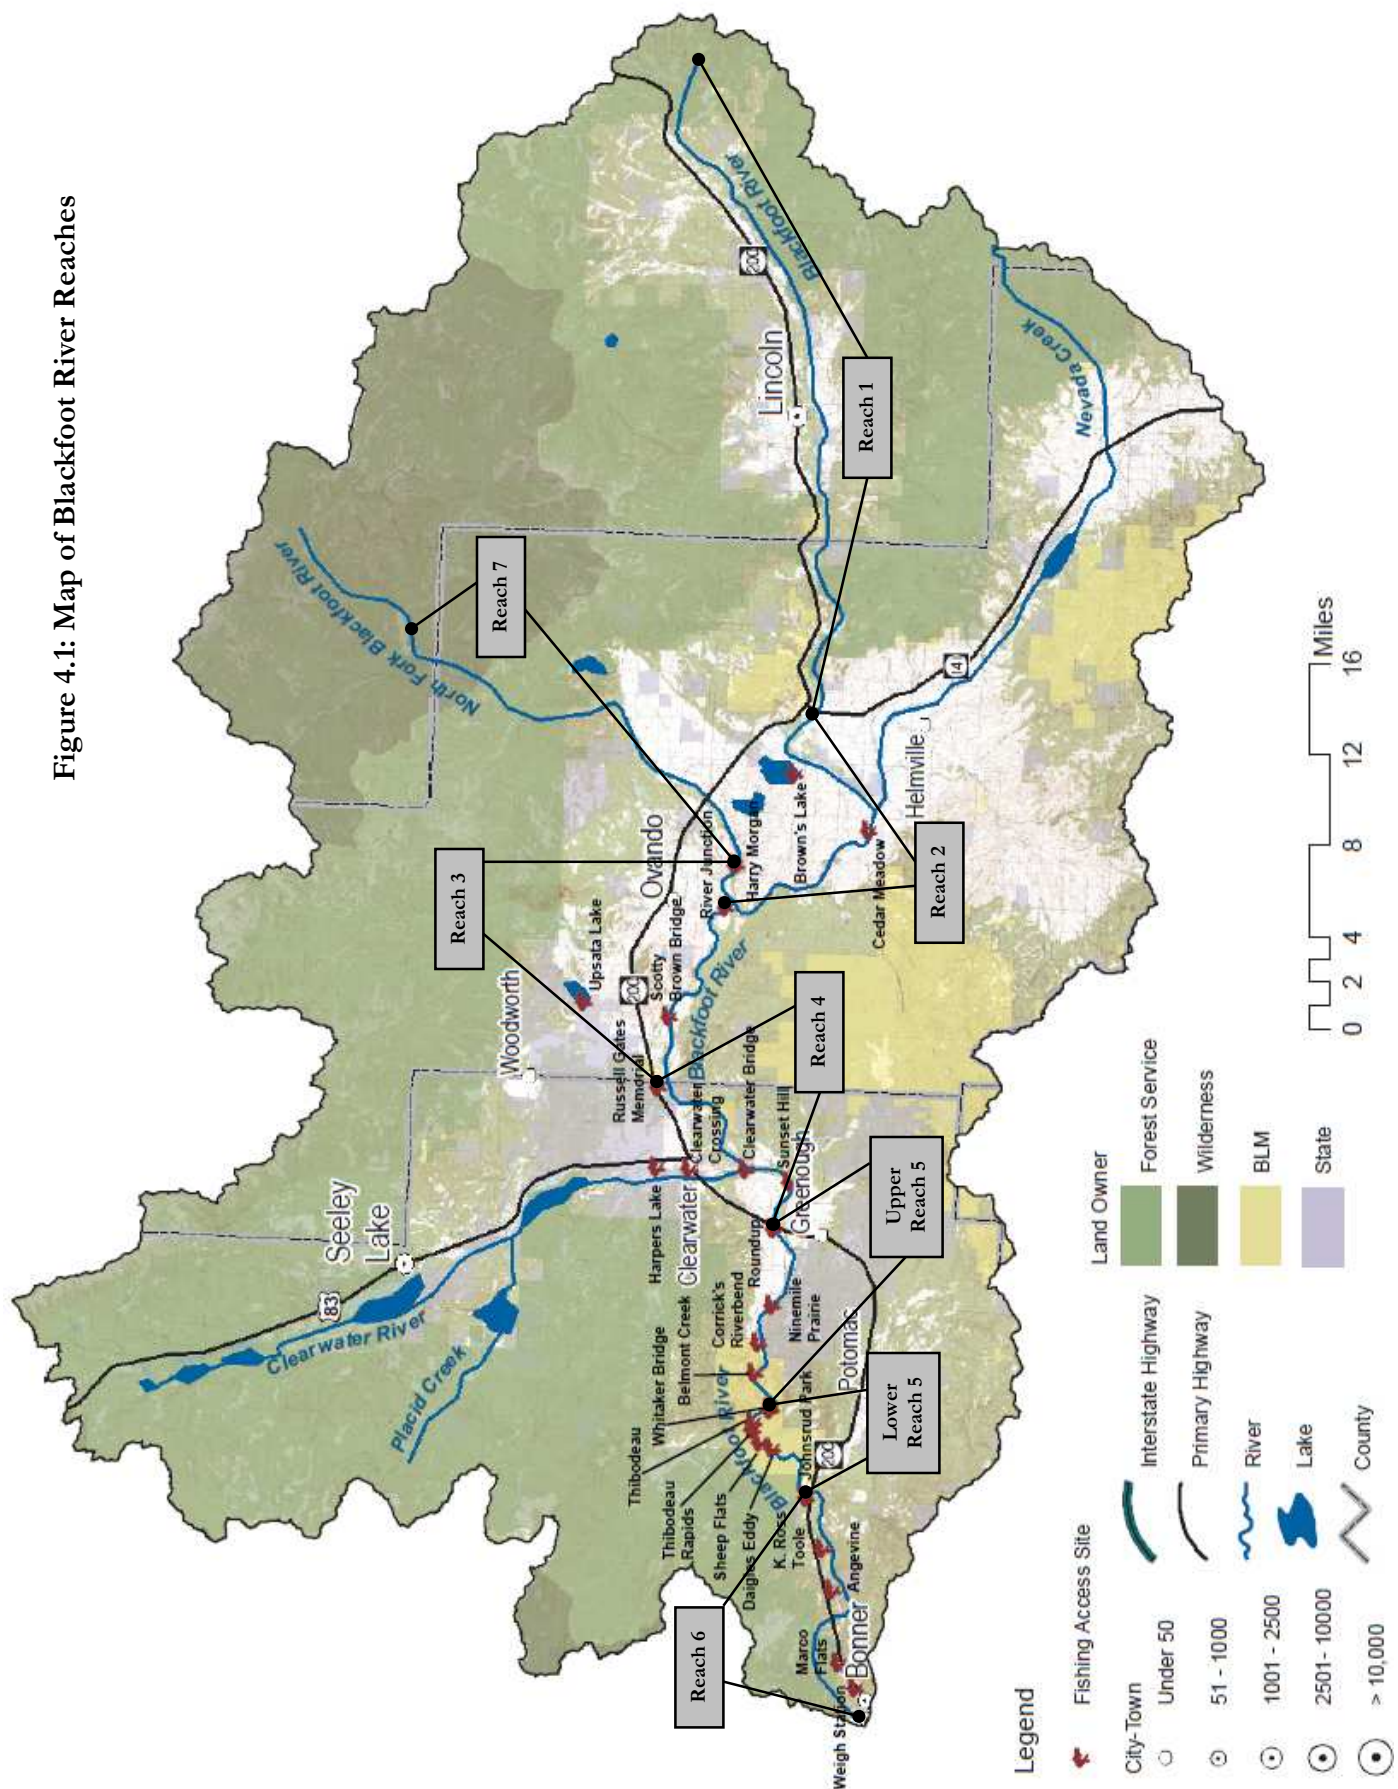 Figure 4.1: Map of Blackfoot River Reaches
Seeley
Lake
83
Clearwater River
Placid Creek
Woodworth
Upsata Lake
Ovando
200
North Fork Blackfoot River
Reach 7
Reach 3
Lincoln
200
Blackfoot River
Reach 1
Nevada Creek
141
Helmville
Reach 2
Cedar Meadow
Brown's Lake
Harry Morgan
River Junction
Scotty
Brown Bridge
Blackfoot River
Russell Gates
Memorial
Reach 4
Clearwater
Crossing
Clearwater Bridge
Sunset Hill
Greenough
Harpers Lake
Clearwater
Roundup
Upper
Reach 5
Corrick's
Riverbend
Ninemile
Prairie
Belmont Creek
Whitaker Bridge
Thibodeau
Thibodeau
Rapids
Sheep Flats
Daigles Eddy
Blackfoot River
Johnsrud Park
Potomac
Lower
Reach 5
200
K. Ross
Toole
Angevine
Reach 6
Marco
Flats
Bonner
Weigh Station
Legend
Fishing Access Site
City-Town
Under 50
51 - 1000
1001 - 2500
2501- 10000
> 10,000
Interstate Highway
Primary Highway
River
Lake
County
Land Owner
Forest Service
Wilderness
BLM
State
0 2 4 8 12 16
Miles